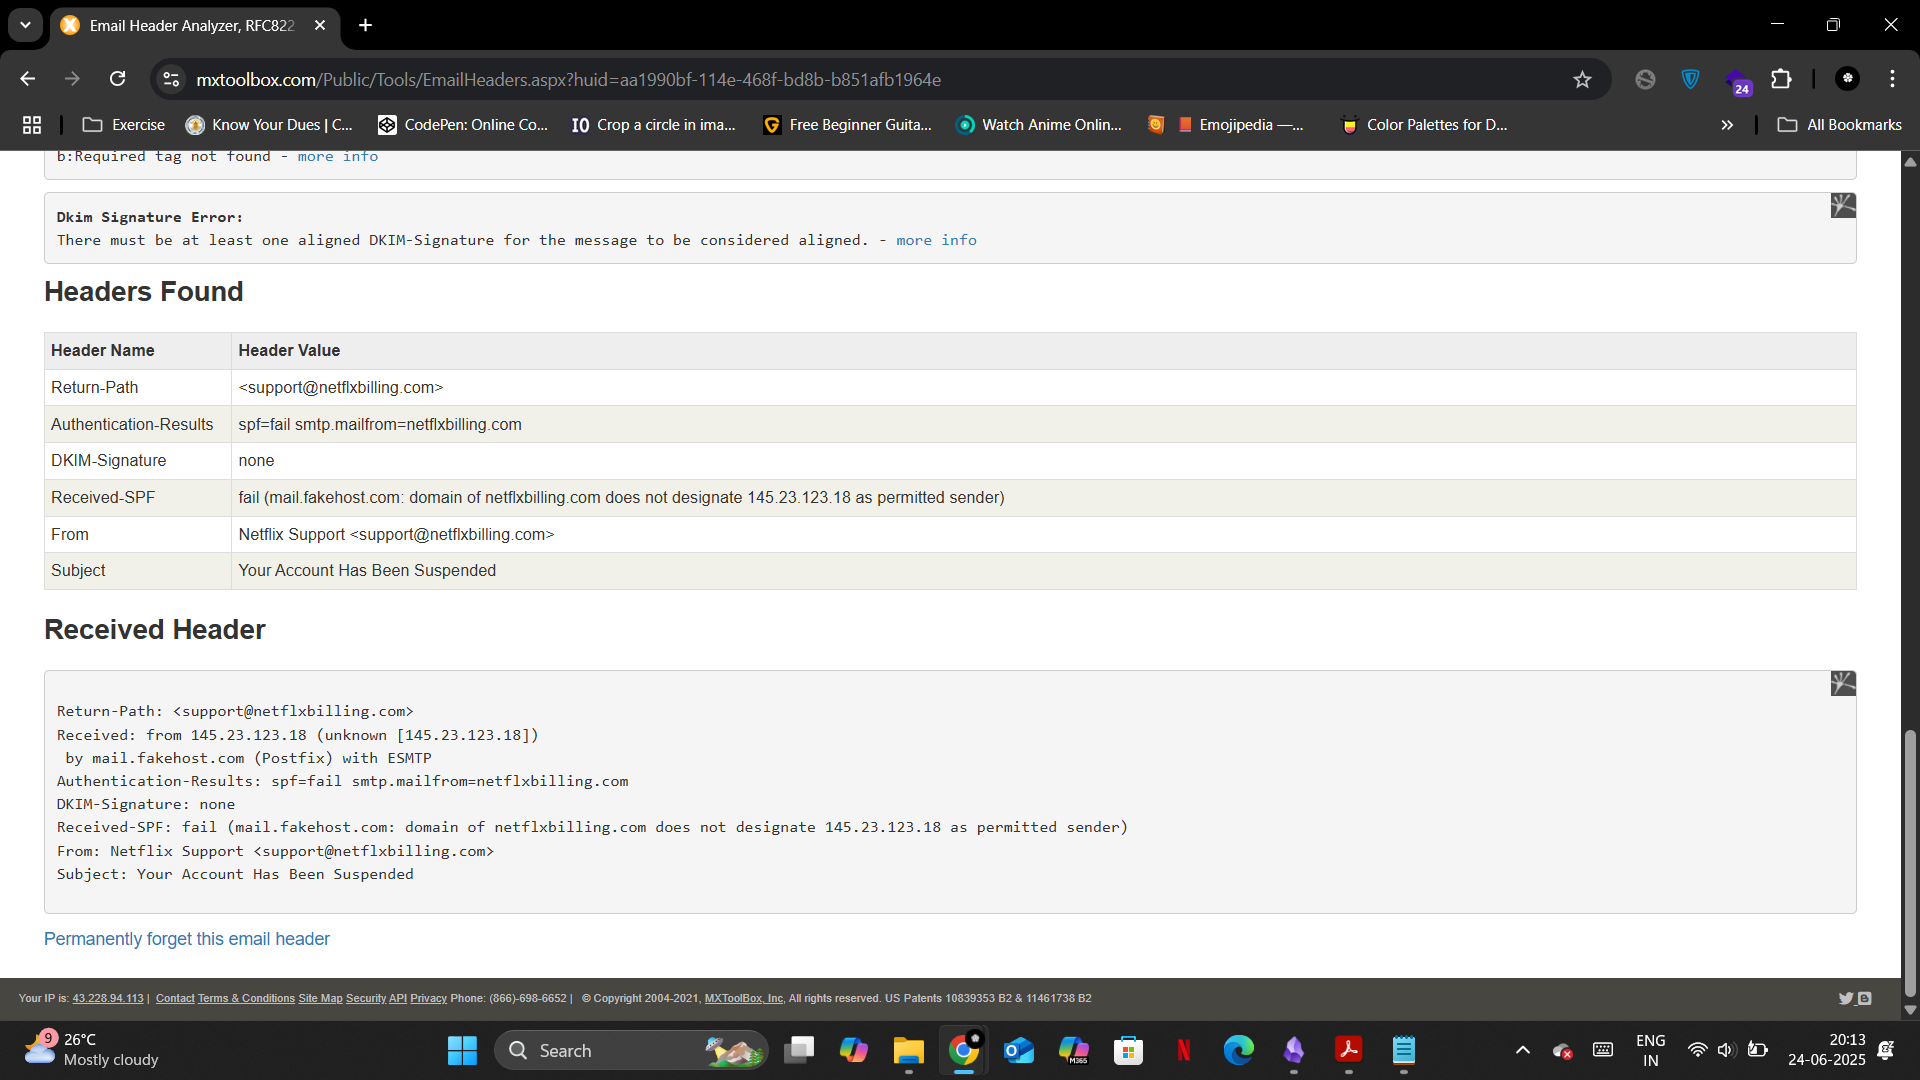 Email Header Analyzer, RFC822
mxtoolbox.com/Public/Tools/EmailHeaders.aspx?huid=aa1990bf-114e-468f-bd8b-b851afb1964e
24
Exercise
Know Your Dues | C...
CodePen: Online Co...
IO Crop a circle in ima...
Free Beginner Guita...
Watch Anime Onlin...
Emojipedia —...
Color Palettes for D...
All Bookmarks
b:Required tag not found - more info
Dkim Signature Error:
There must be at least one aligned DKIM-Signature for the message to be considered aligned. - more info
Headers Found
Header Name Header Value
Return-Path <support@netflxbilling.com>
Authentication-Results spf=fail smtp.mailfrom=netflxbilling.com
DKIM-Signature none
Received-SPF fail (mail.fakehost.com: domain of netflxbilling.com does not designate 145.23.123.18 as permitted sender)
From Netflix Support <support@netflxbilling.com>
Subject Your Account Has Been Suspended
Received Header
Return-Path: <support@netflxbilling.com>
Received: from 145.23.123.18 (unknown [145.23.123.18])
by mail.fakehost.com (Postfix) with ESMTP
Authentication-Results: spf=fail smtp.mailfrom=netflxbilling.com
DKIM-Signature: none
Received-SPF: fail (mail.fakehost.com: domain of netflxbilling.com does not designate 145.23.123.18 as permitted sender)
From: Netflix Support <support@netflxbilling.com>
Subject: Your Account Has Been Suspended
Permanently forget this email header
Your IP is: 43.228.94.113 | Contact Terms & Conditions Site Map Security API Privacy Phone: (866)-698-6652 | © Copyright 2004-2021, MXToolBox, Inc, All rights reserved. US Patents 10839353 B2 & 11461738 B2
9
26°C
Mostly cloudy
Search
M365
ENG
IN
20:13
24-06-2025